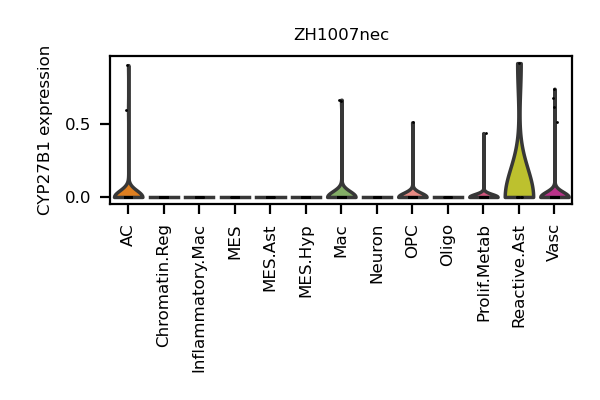 ZH1007nec
CYP27B1 expression
0.5
0.0
AC
Chromatin.Reg
Inflammatory.Mac
MES
MES.Ast
MES.Hyp
Mac
Neuron
OPC
Oligo
Prolif.Metab
Reactive.Ast
Vasc